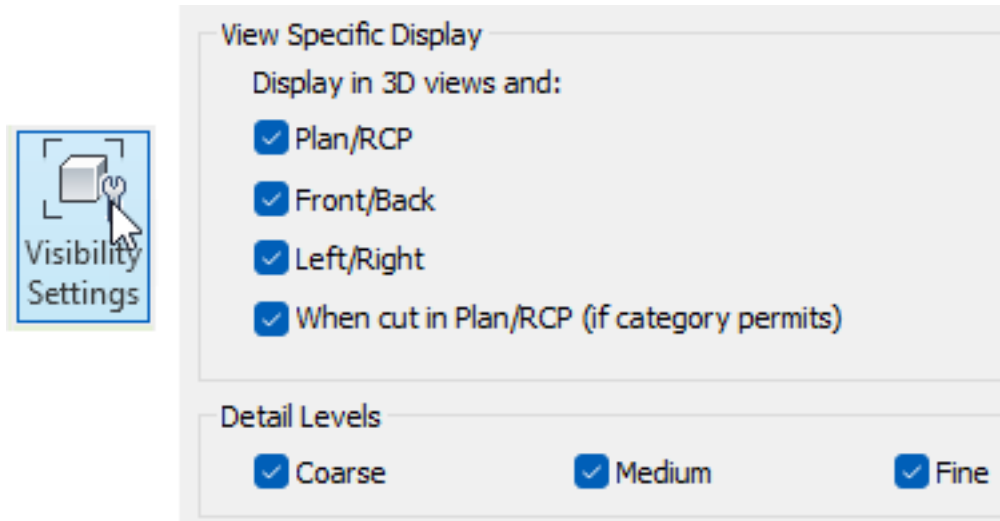 Visibility
Settings
View Specific Display
Display in 3D views and:
Plan/RCP
Front/Back
Left/Right
When cut in Plan/RCP (if category permits)
Detail Levels
Coarse Medium Fine